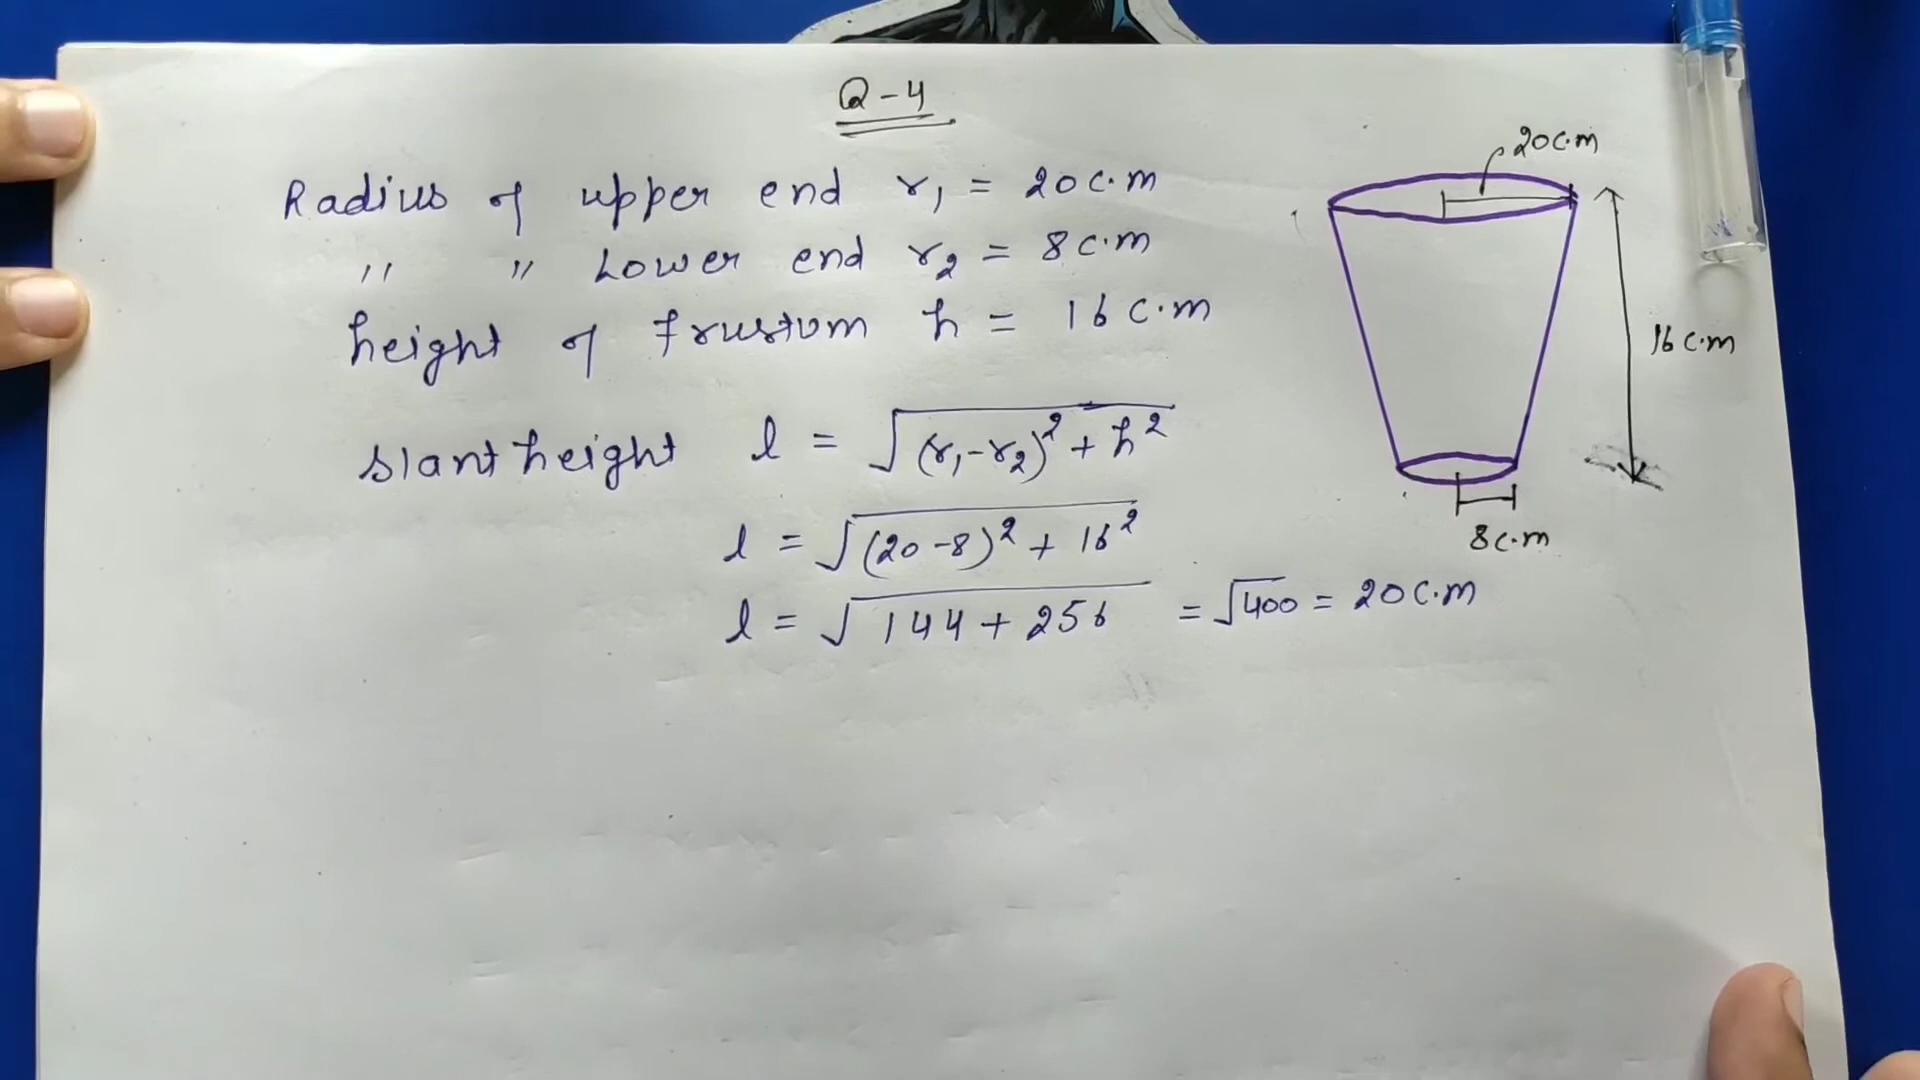 Q-4
Radius of upper end r₁ = 20c.m
" " Lower end r₂ = 8c.m
height of frustum h = 16c.m
slant height l = √(r₁-r₂)² + h²
l = √(20-8)² + 16²
l = √144+256 = √400 = 20c.m
20c.m
16c.m
8c.m